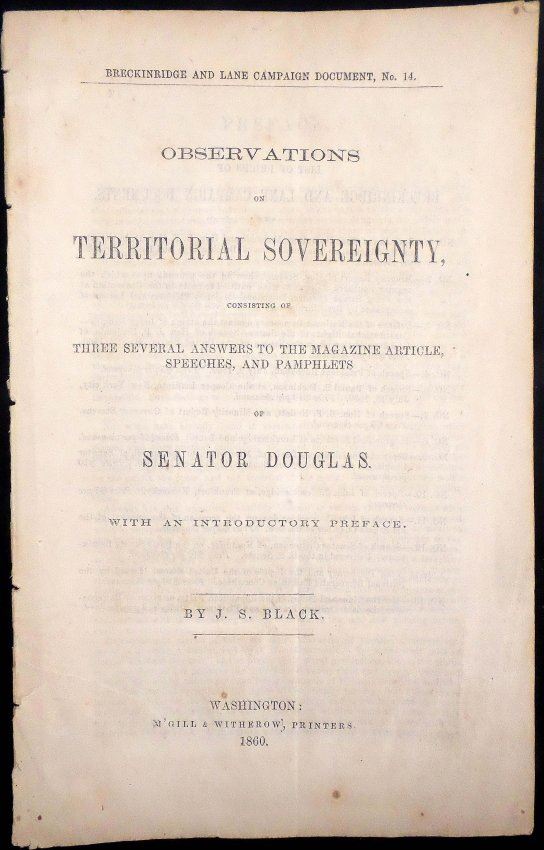 BRECKINRIDGE AND LANE CAMPAIGN DOCUMENT, No. 14.
OBSERVATIONS
ON
TERRITORIAL SOVEREIGNTY,
CONSISTING OF
THREE SEVERAL ANSWERS TO THE MAGAZINE ARTICLE,
SPEECHES, AND PAMPHLETS
OF
SENATOR DOUGLAS.
WITH AN INTRODUCTORY PREFACE.
BY J. S. BLACK.
WASHINGTON:
M'GILL & WITHEROW, PRINTERS.
1860.